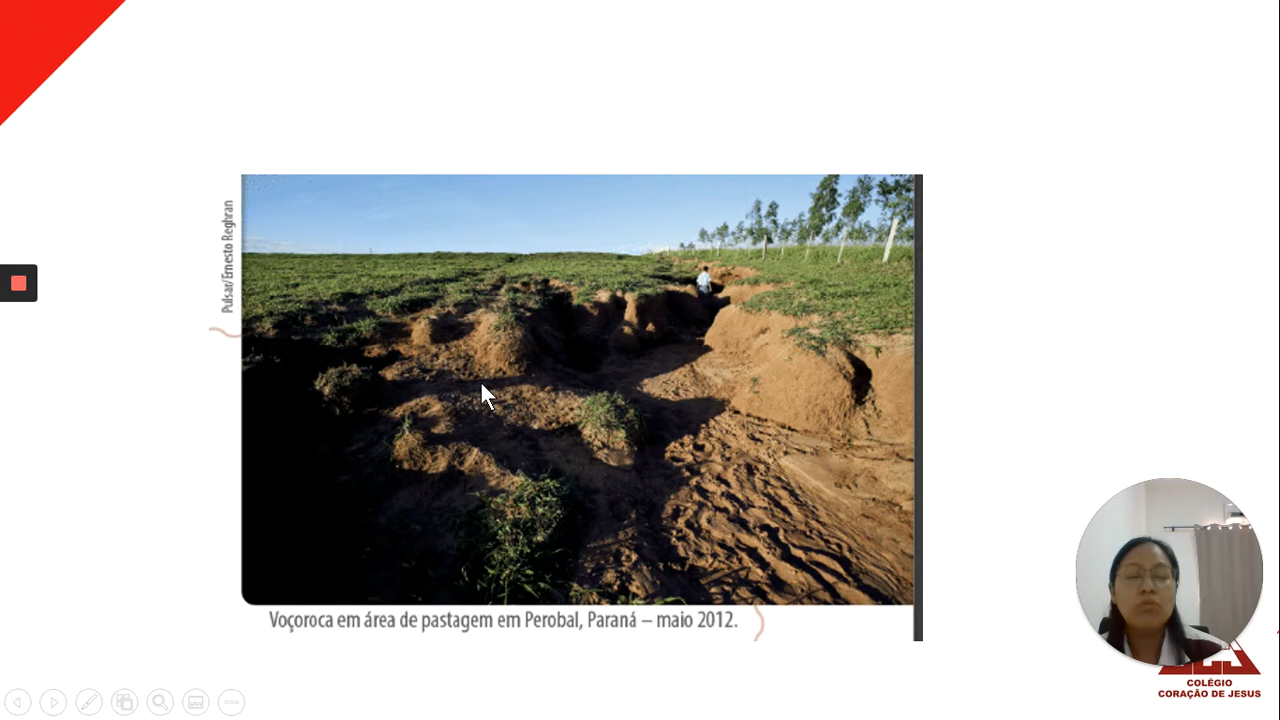 Pulsar/Ernesto Reghran
Voçoroca em área de pastagem em Perobal, Paraná – maio 2012.
COLÉGIO
CORAÇÃO DE JESUS